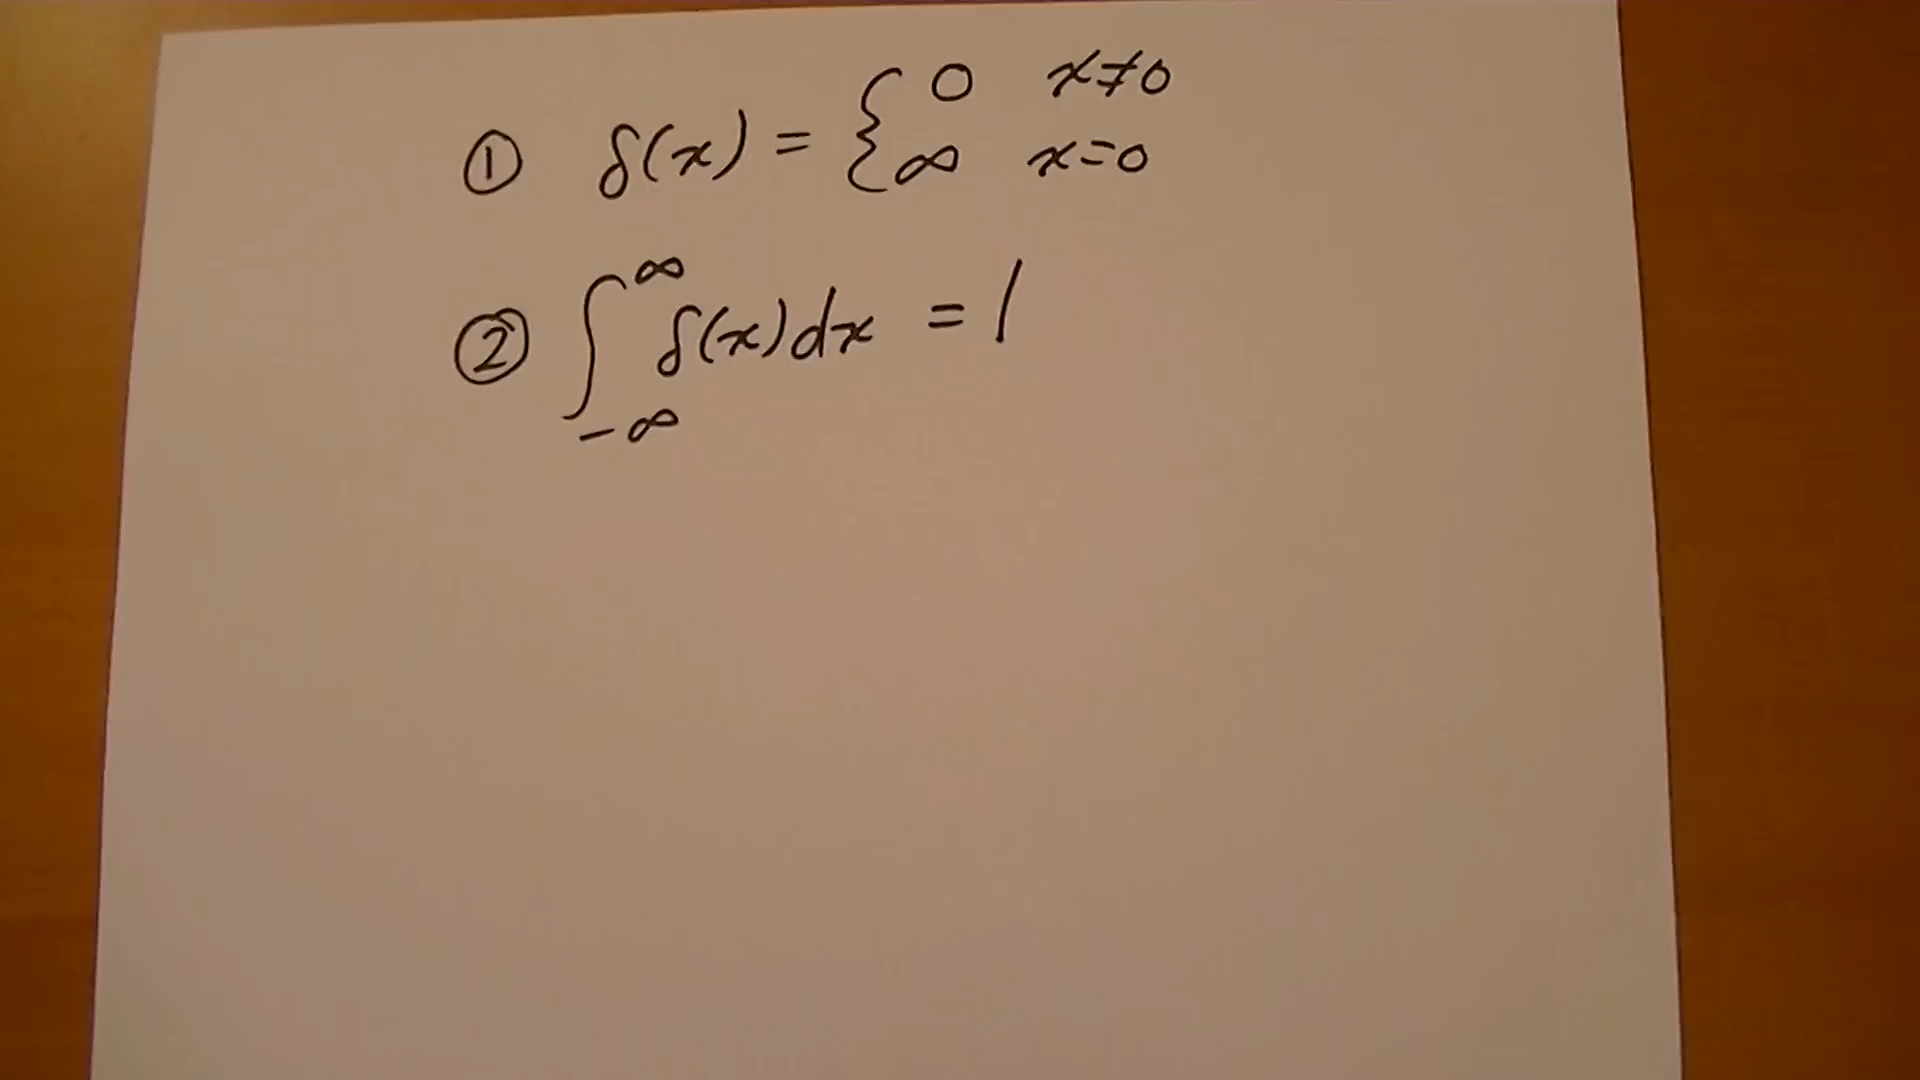 ① δ(x) = { 0 x≠0
∞ x=0
② ∫_{-∞}^{∞} δ(x)dx = 1